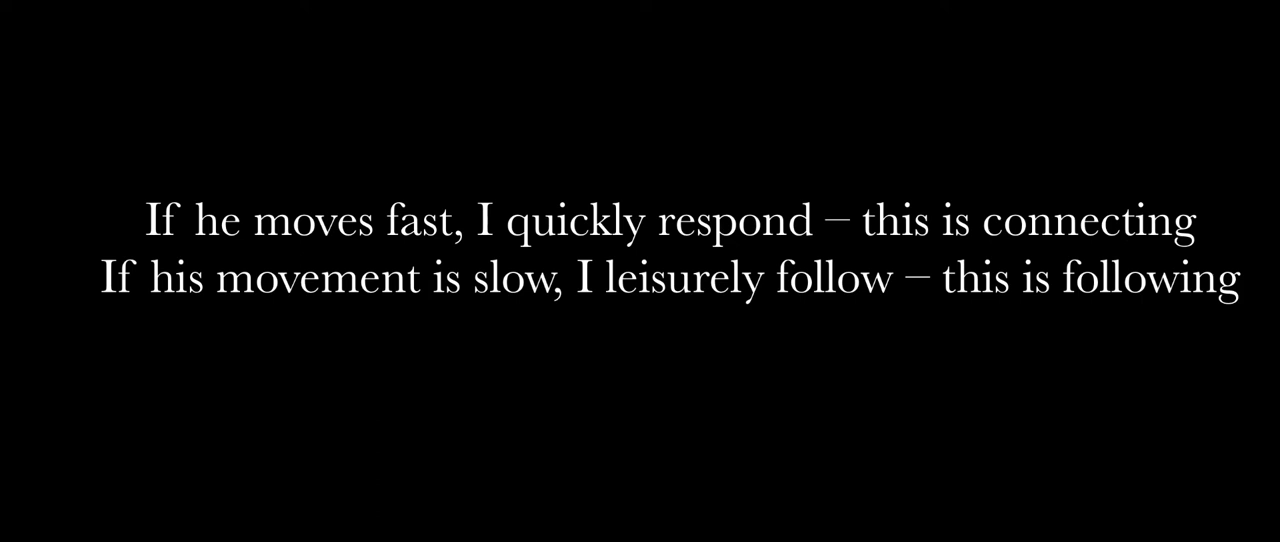 If he moves fast, I quickly respond – this is connecting
If his movement is slow, I leisurely follow – this is following